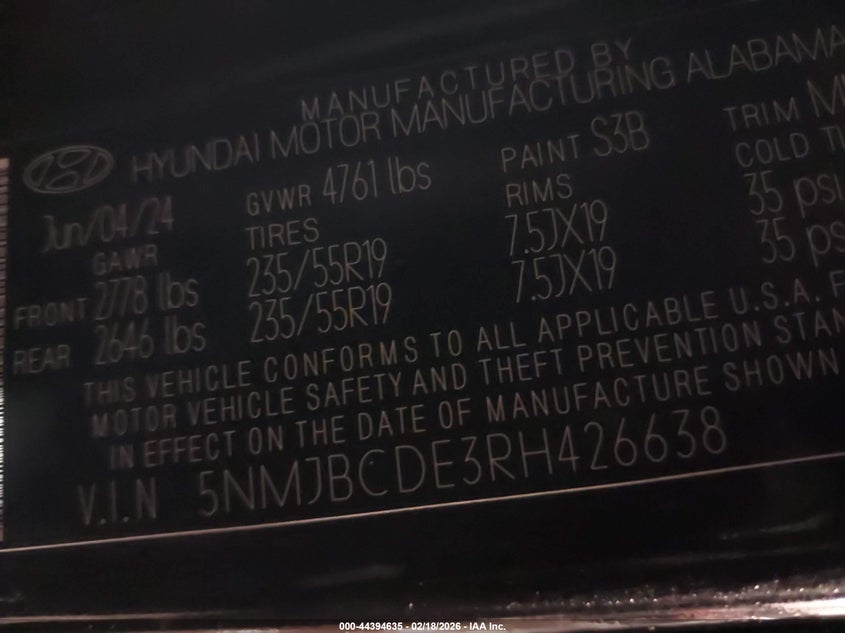 MANUFACTURED BY
HYUNDAI MOTOR MANUFACTURING ALABAMA
Jun/04/24 GVWR 4761 lbs PAINT S3B TRIM
GAWR TIRES RIMS COLD
FRONT 2778 lbs 235/55R19 7.5JX19 35 psi
REAR 2646 lbs 235/55R19 7.5JX19 35 ps
THIS VEHICLE CONFORMS TO ALL APPLICABLE U.S.A. F
MOTOR VEHICLE SAFETY AND THEFT PREVENTION STAN
IN EFFECT ON THE DATE OF MANUFACTURE SHOWN
V.I.N 5NMJBCDE3RH426638
000-44394635 - 02/18/2026 - IAA Inc.